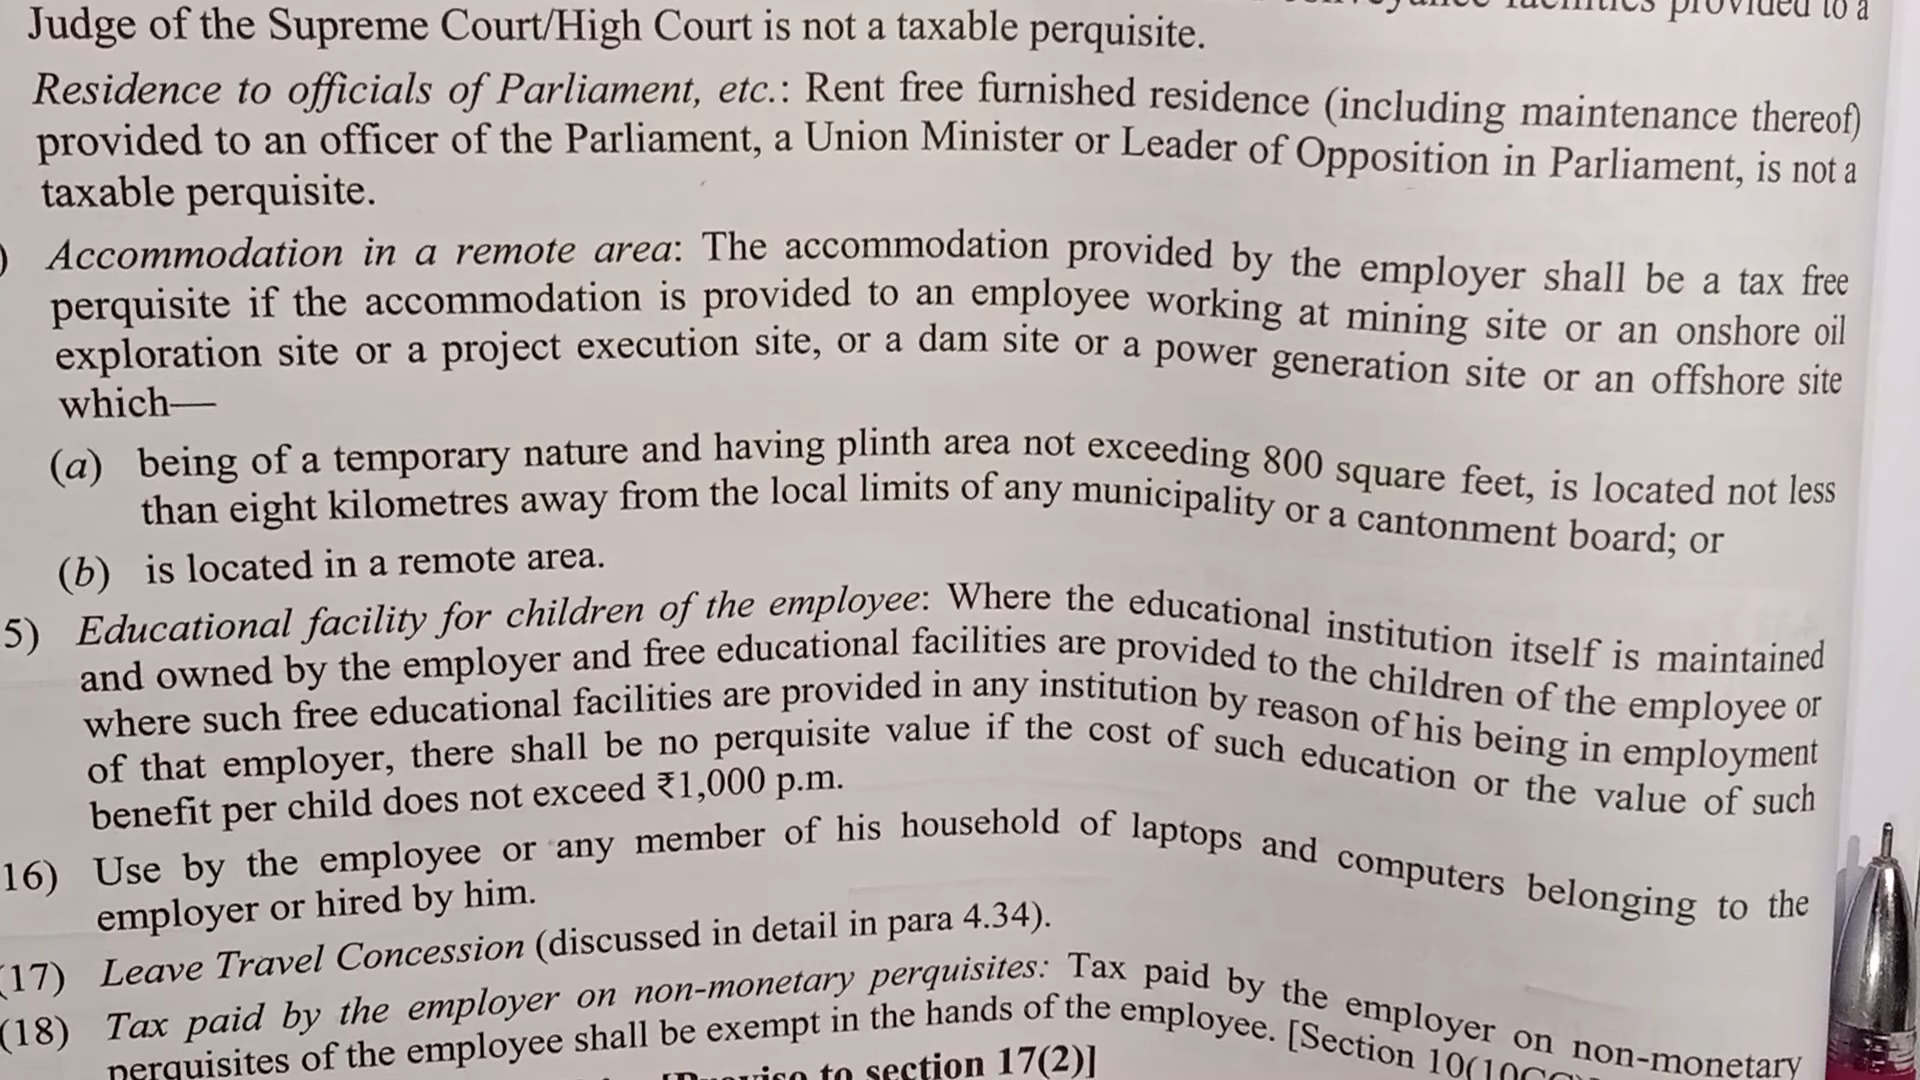 facilities provided to a
Judge of the Supreme Court/High Court is not a taxable perquisite.
Residence to officials of Parliament, etc.: Rent free furnished residence (including maintenance thereof)
provided to an officer of the Parliament, a Union Minister or Leader of Opposition in Parliament, is not a
taxable perquisite.
) Accommodation in a remote area: The accommodation provided by the employer shall be a tax free
perquisite if the accommodation is provided to an employee working at mining site or an onshore oil
exploration site or a project execution site, or a dam site or a power generation site or an offshore site
which—
(a) being of a temporary nature and having plinth area not exceeding 800 square feet, is located not less
than eight kilometres away from the local limits of any municipality or a cantonment board; or
(b) is located in a remote area.
5) Educational facility for children of the employee: Where the educational institution itself is maintained
and owned by the employer and free educational facilities are provided to the children of the employee or
where such free educational facilities are provided in any institution by reason of his being in employment
of that employer, there shall be no perquisite value if the cost of such education or the value of such
benefit per child does not exceed ₹1,000 p.m.
16) Use by the employee or any member of his household of laptops and computers belonging to the
employer or hired by him.
(17) Leave Travel Concession (discussed in detail in para 4.34).
(18) Tax paid by the employer on non-monetary perquisites: Tax paid by the employer on non-monetary
perquisites of the employee shall be exempt in the hands of the employee. [Section
to section 17(2)]